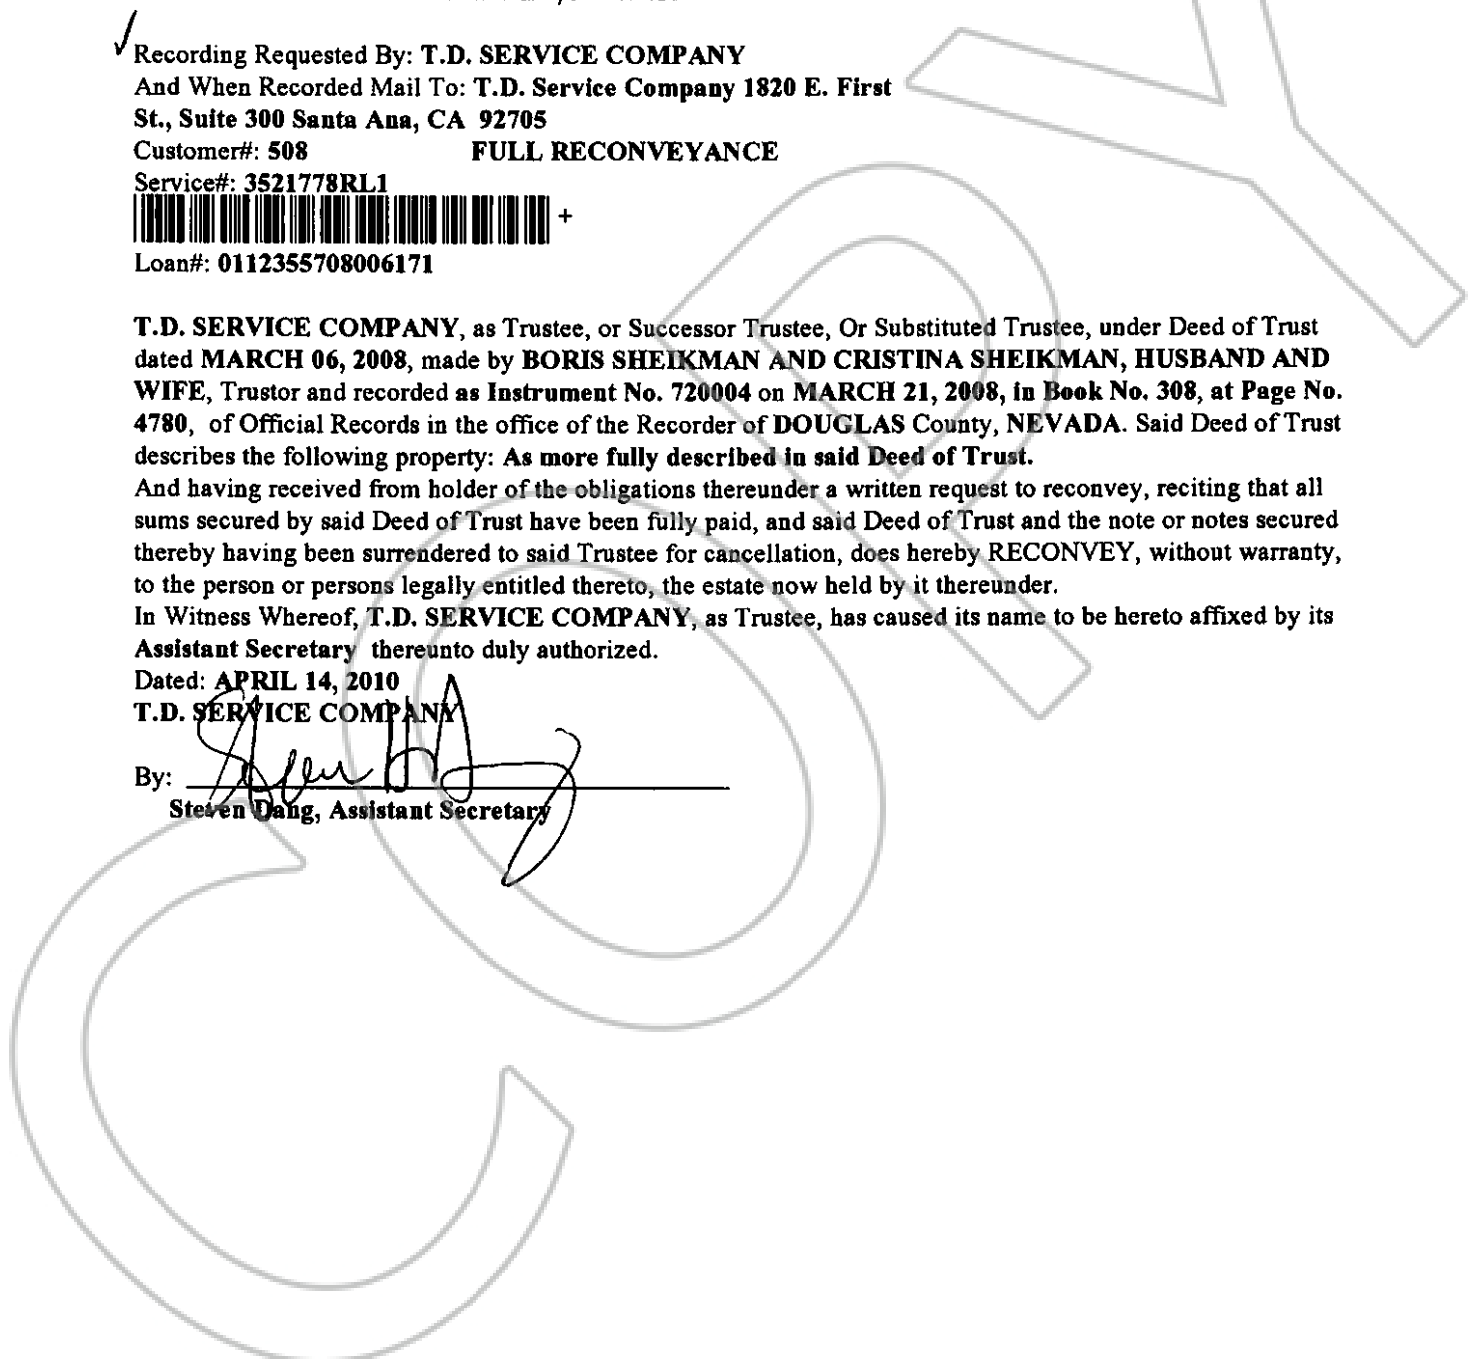 Recording Requested By: T.D. SERVICE COMPANY
And When Recorded Mail To: T.D. Service Company 1820 E. First
St., Suite 300 Santa Ana, CA 92705
Customer#: 508 FULL RECONVEYANCE
Service#: 3521778RL1
+
Loan#: 0112355708006171
T.D. SERVICE COMPANY, as Trustee, or Successor Trustee, Or Substituted Trustee, under Deed of Trust
dated MARCH 06, 2008, made by BORIS SHEIKMAN AND CRISTINA SHEIKMAN, HUSBAND AND
WIFE, Trustor and recorded as Instrument No. 720004 on MARCH 21, 2008, in Book No. 308, at Page No.
4780, of Official Records in the office of the Recorder of DOUGLAS County, NEVADA. Said Deed of Trust
describes the following property: As more fully described in said Deed of Trust.
And having received from holder of the obligations thereunder a written request to reconvey, reciting that all
sums secured by said Deed of Trust have been fully paid, and said Deed of Trust and the note or notes secured
thereby having been surrendered to said Trustee for cancellation, does hereby RECONVEY, without warranty,
to the person or persons legally entitled thereto, the estate now held by it thereunder.
In Witness Whereof, T.D. SERVICE COMPANY, as Trustee, has caused its name to be hereto affixed by its
Assistant Secretary thereunto duly authorized.
Dated: APRIL 14, 2010
T.D. SERVICE COMPANY
By:
Steven Dang, Assistant Secretary
COPY